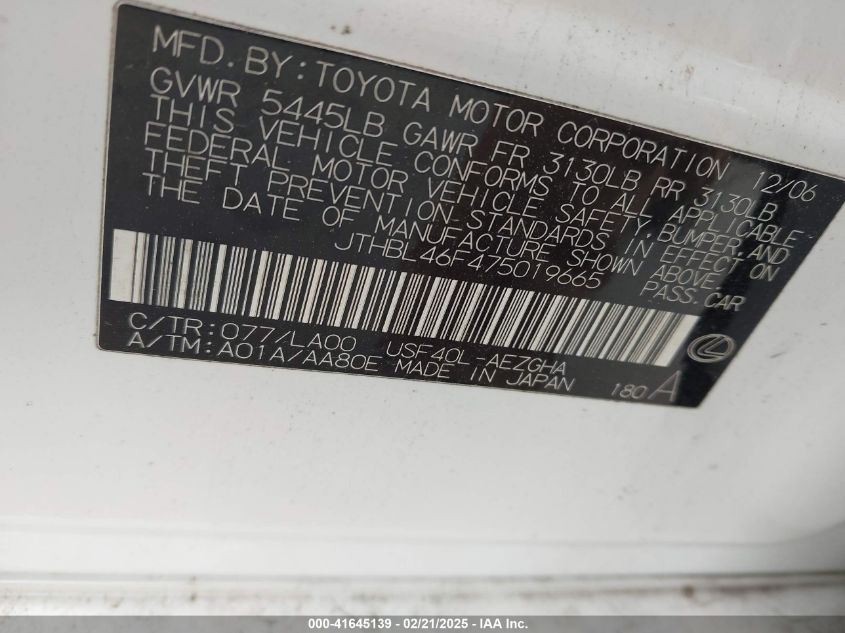 MFD. BY: TOYOTA MOTOR CORPORATION 12/06
GVWR 5445LB GAWR FR 3130LB RR 3130LB
THIS VEHICLE CONFORMS TO ALL APPLICABLE
FEDERAL MOTOR VEHICLE SAFETY, BUMPER, AND
THEFT PREVENTION STANDARDS IN EFFECT ON
THE DATE OF MANUFACTURE SHOWN ABOVE.
JTHBL46F475019665 PASS. CAR
C/TR: 077/LA00 USF40L-AEZGHA
A/TM: A01A/AA80E MADE IN JAPAN 180 A
000-41645139 - 02/21/2025 - IAA Inc.